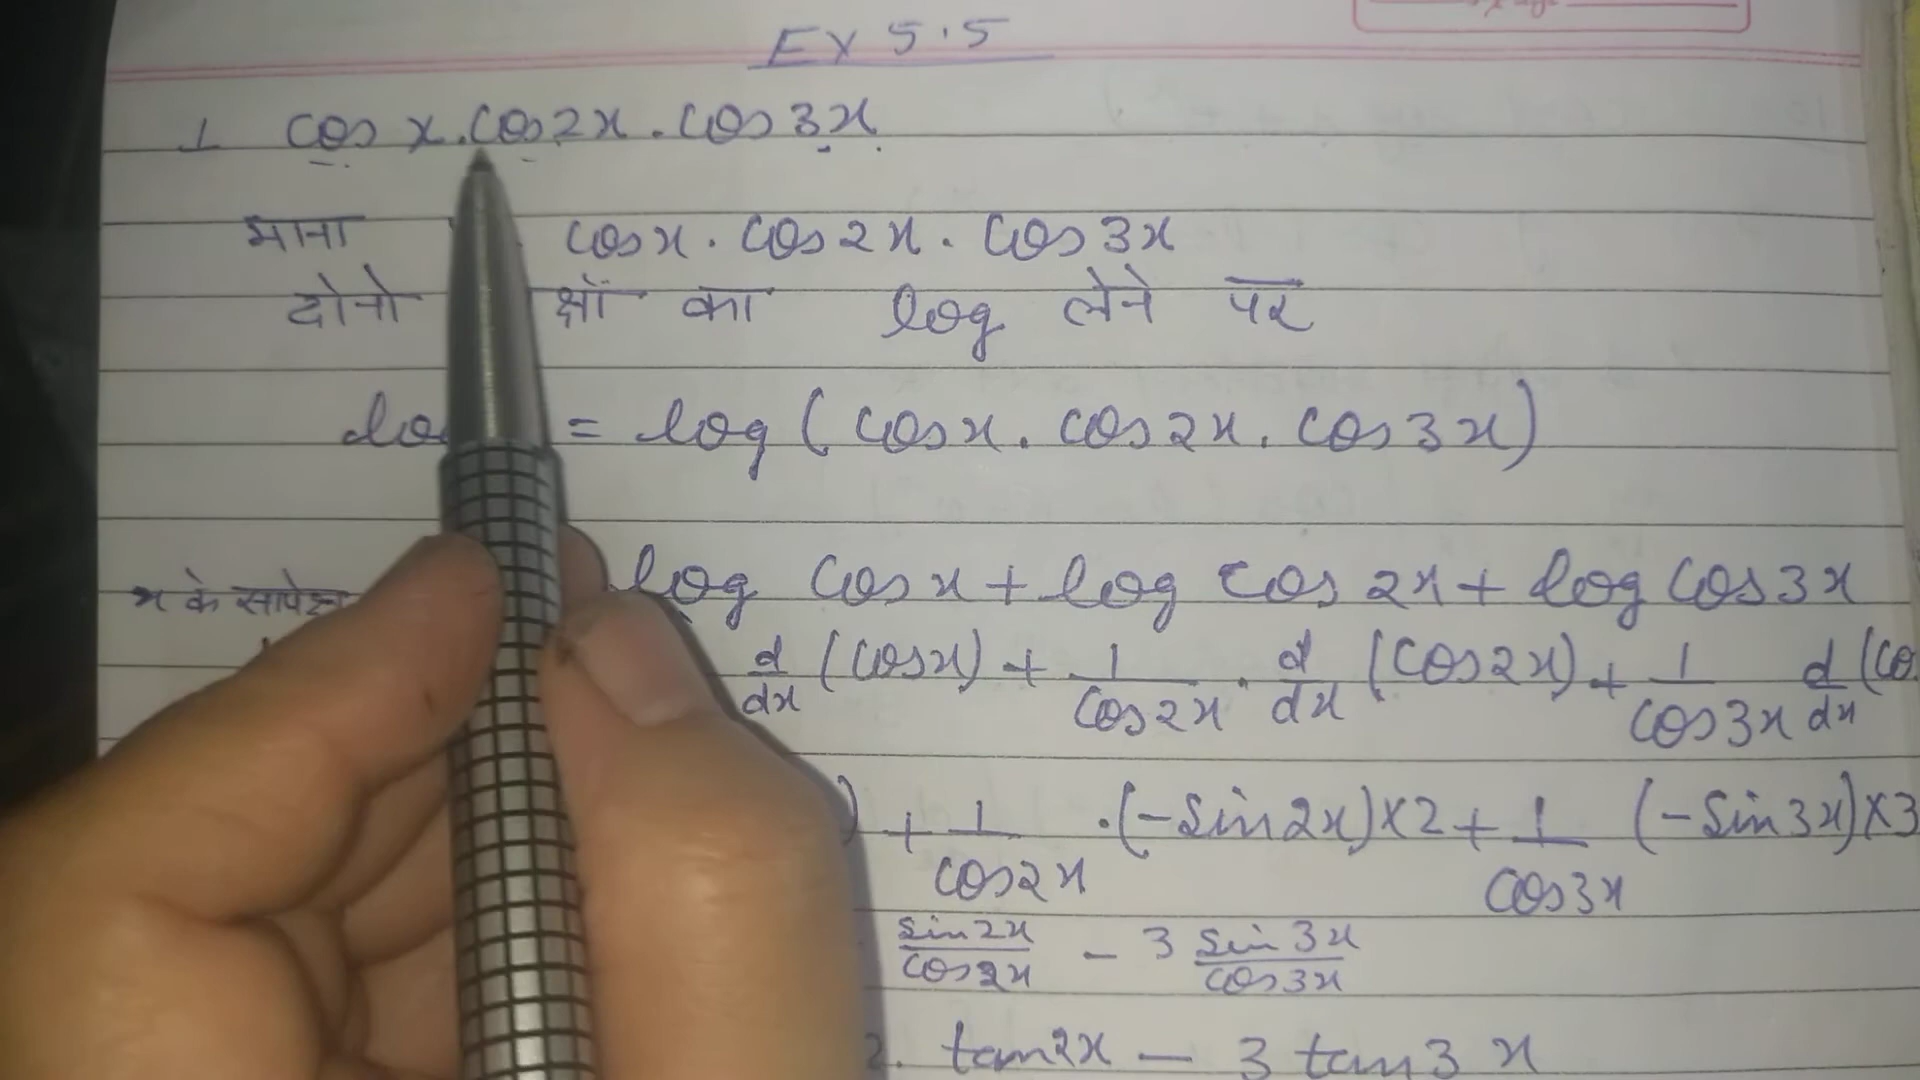 EX 5.5
1 cos x . cos 2x . cos 3x
माना cos x . cos 2x . cos 3x
दोनो का log लेने पर
= log ( cos x . cos 2x . cos 3x )
x के सापेक्ष log cos x + log cos 2x + log cos 3x
d/dx (cos x) + 1/cos 2x . d/dx (cos 2x) + 1/cos 3x d/dx
) + 1/cos 2x . (- sin 2x) × 2 + 1/cos 3x (- sin 3x) × 3
sin 2x/cos 2x - 3 sin 3x/cos 3x
2. tan 2x - 3 tan 3x